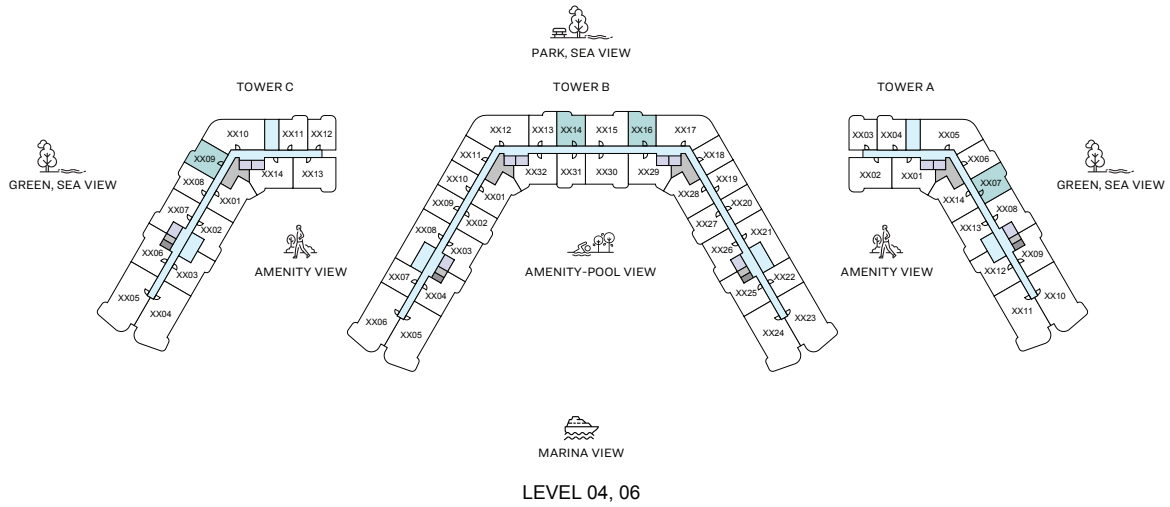 PARK, SEA VIEW
TOWER C
TOWER B
TOWER A
XX10
XX11
XX12
XX09
XX14
XX13
XX08
XX01
XX07
XX02
XX06
XX03
XX05
XX04
XX12
XX13
XX14
XX15
XX16
XX17
XX11
XX32
XX31
XX30
XX29
XX18
XX10
XX01
XX28
XX19
XX09
XX02
XX27
XX20
XX08
XX03
XX26
XX21
XX07
XX04
XX25
XX22
XX06
XX05
XX24
XX23
XX03
XX04
XX05
XX02
XX01
XX06
XX14
XX07
XX13
XX08
XX12
XX09
XX11
XX10
GREEN, SEA VIEW
GREEN, SEA VIEW
AMENITY VIEW
AMENITY-POOL VIEW
AMENITY VIEW
MARINA VIEW
LEVEL 04, 06